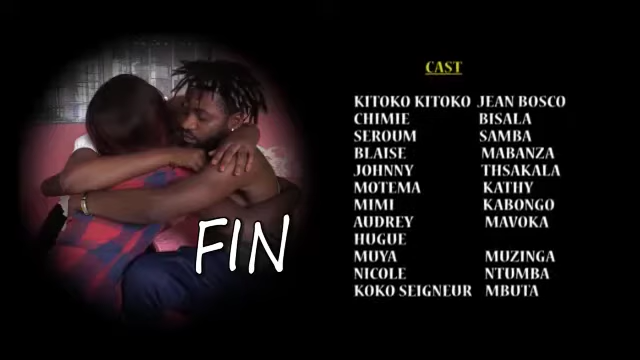 CAST
KITOKO KITOKO JEAN BOSCO
CHIMIE BISALA
SEROUM SAMBA
BLAISE MABANZA
JOHNNY THSAKALA
MOTEMA KATHY
MIMI KABONGO
AUDREY MAVOKA
HUGUE
MUYA MUZINGA
NICOLE NTUMBA
KOKO SEIGNEUR MBUTA
FIN